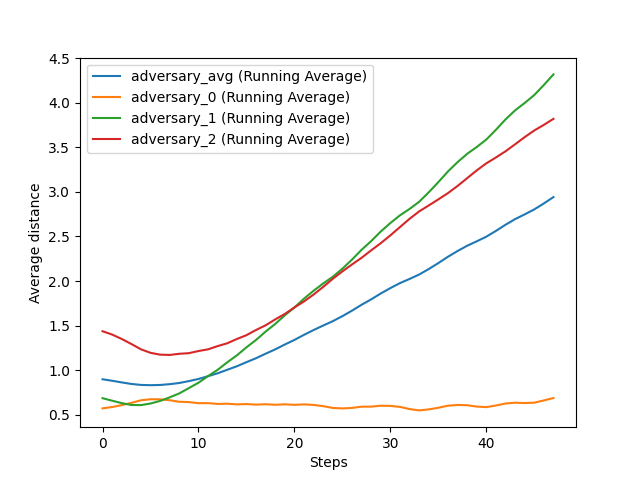 4.5
4.0
3.5
3.0
2.5
2.0
1.5
1.0
0.5
Average distance
adversary_avg (Running Average)
adversary_0 (Running Average)
adversary_1 (Running Average)
adversary_2 (Running Average)
0 10 20 30 40
Steps